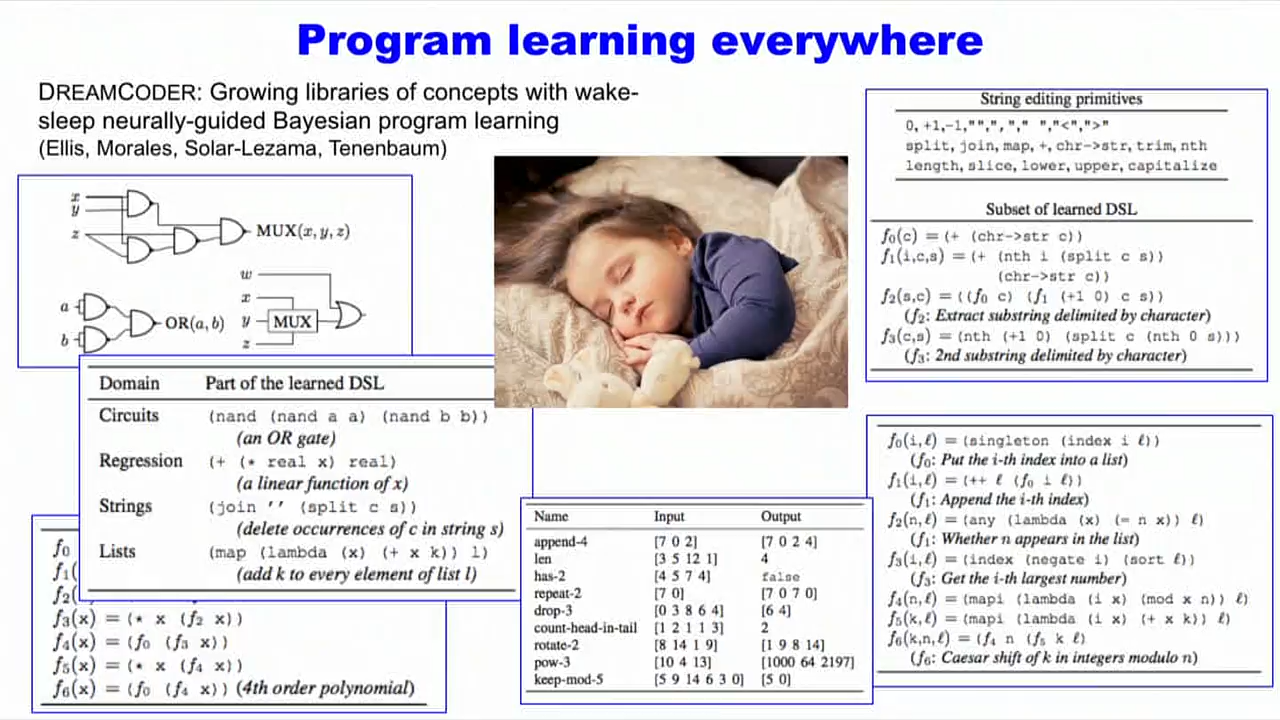 Program learning everywhere
DREAMCODER: Growing libraries of concepts with wake-
sleep neurally-guided Bayesian program learning
(Ellis, Morales, Solar-Lezama, Tenenbaum)
x
y
z
MUX(x,y,z)
w
a
b
OR(a,b)
x
y
z
MUX
Domain Part of the learned DSL
Circuits (nand (nand a a) (nand b b))
(an OR gate)
Regression (+ (* real x) real)
(a linear function of x)
Strings (join '' (split c s))
(delete occurrences of c in string s)
Lists (map (lambda (x) (+ x k)) l)
(add k to every element of list l)
f0
f1(
f2(
f3(x) = (* x (f2 x))
f4(x) = (f0 (f3 x))
f5(x) = (* x (f4 x))
f6(x) = (f0 (f4 x)) (4th order polynomial)
Name Input Output
append-4 [7 0 2] [7 0 2 4]
len [3 5 12 1] 4
has-2 [4 5 7 4] false
repeat-2 [7 0] [7 0 7 0]
drop-3 [0 3 8 6 4] [6 4]
count-head-in-tail [1 2 1 1 3] 2
rotate-2 [8 14 1 9] [1 9 8 14]
pow-3 [10 4 13] [1000 64 2197]
keep-mod-5 [5 9 14 6 3 0] [5 0]
String editing primitives
0, +1,-1,"",","," ","<",">"
split, join, map, +, chr->str, trim, nth
length, slice, lower, upper, capitalize
Subset of learned DSL
f0(c) = (+ (chr->str c))
f1(i,c,s) = (+ (nth i (split c s))
(chr->str c))
f2(s,c) = ((f0 c) (f1 (+1 0) c s))
(f2: Extract substring delimited by character)
f3(c,s) = (nth (+1 0) (split c (nth 0 s)))
(f3: 2nd substring delimited by character)
f0(i,ℓ) = (singleton (index i ℓ))
(f0: Put the i-th index into a list)
f1(i,ℓ) = (++ ℓ (f0 i ℓ))
(f1: Append the i-th index)
f2(n,ℓ) = (any (lambda (x) (= n x)) ℓ)
(f1: Whether n appears in the list)
f3(i,ℓ) = (index (negate i) (sort ℓ))
(f3: Get the i-th largest number)
f4(n,ℓ) = (mapi (lambda (i x) (mod x n)) ℓ)
f5(k,ℓ) = (mapi (lambda (i x) (+ x k)) ℓ)
f6(k,n,ℓ) = (f4 n (f5 k ℓ)
(f6: Caesar shift of k in integers modulo n)